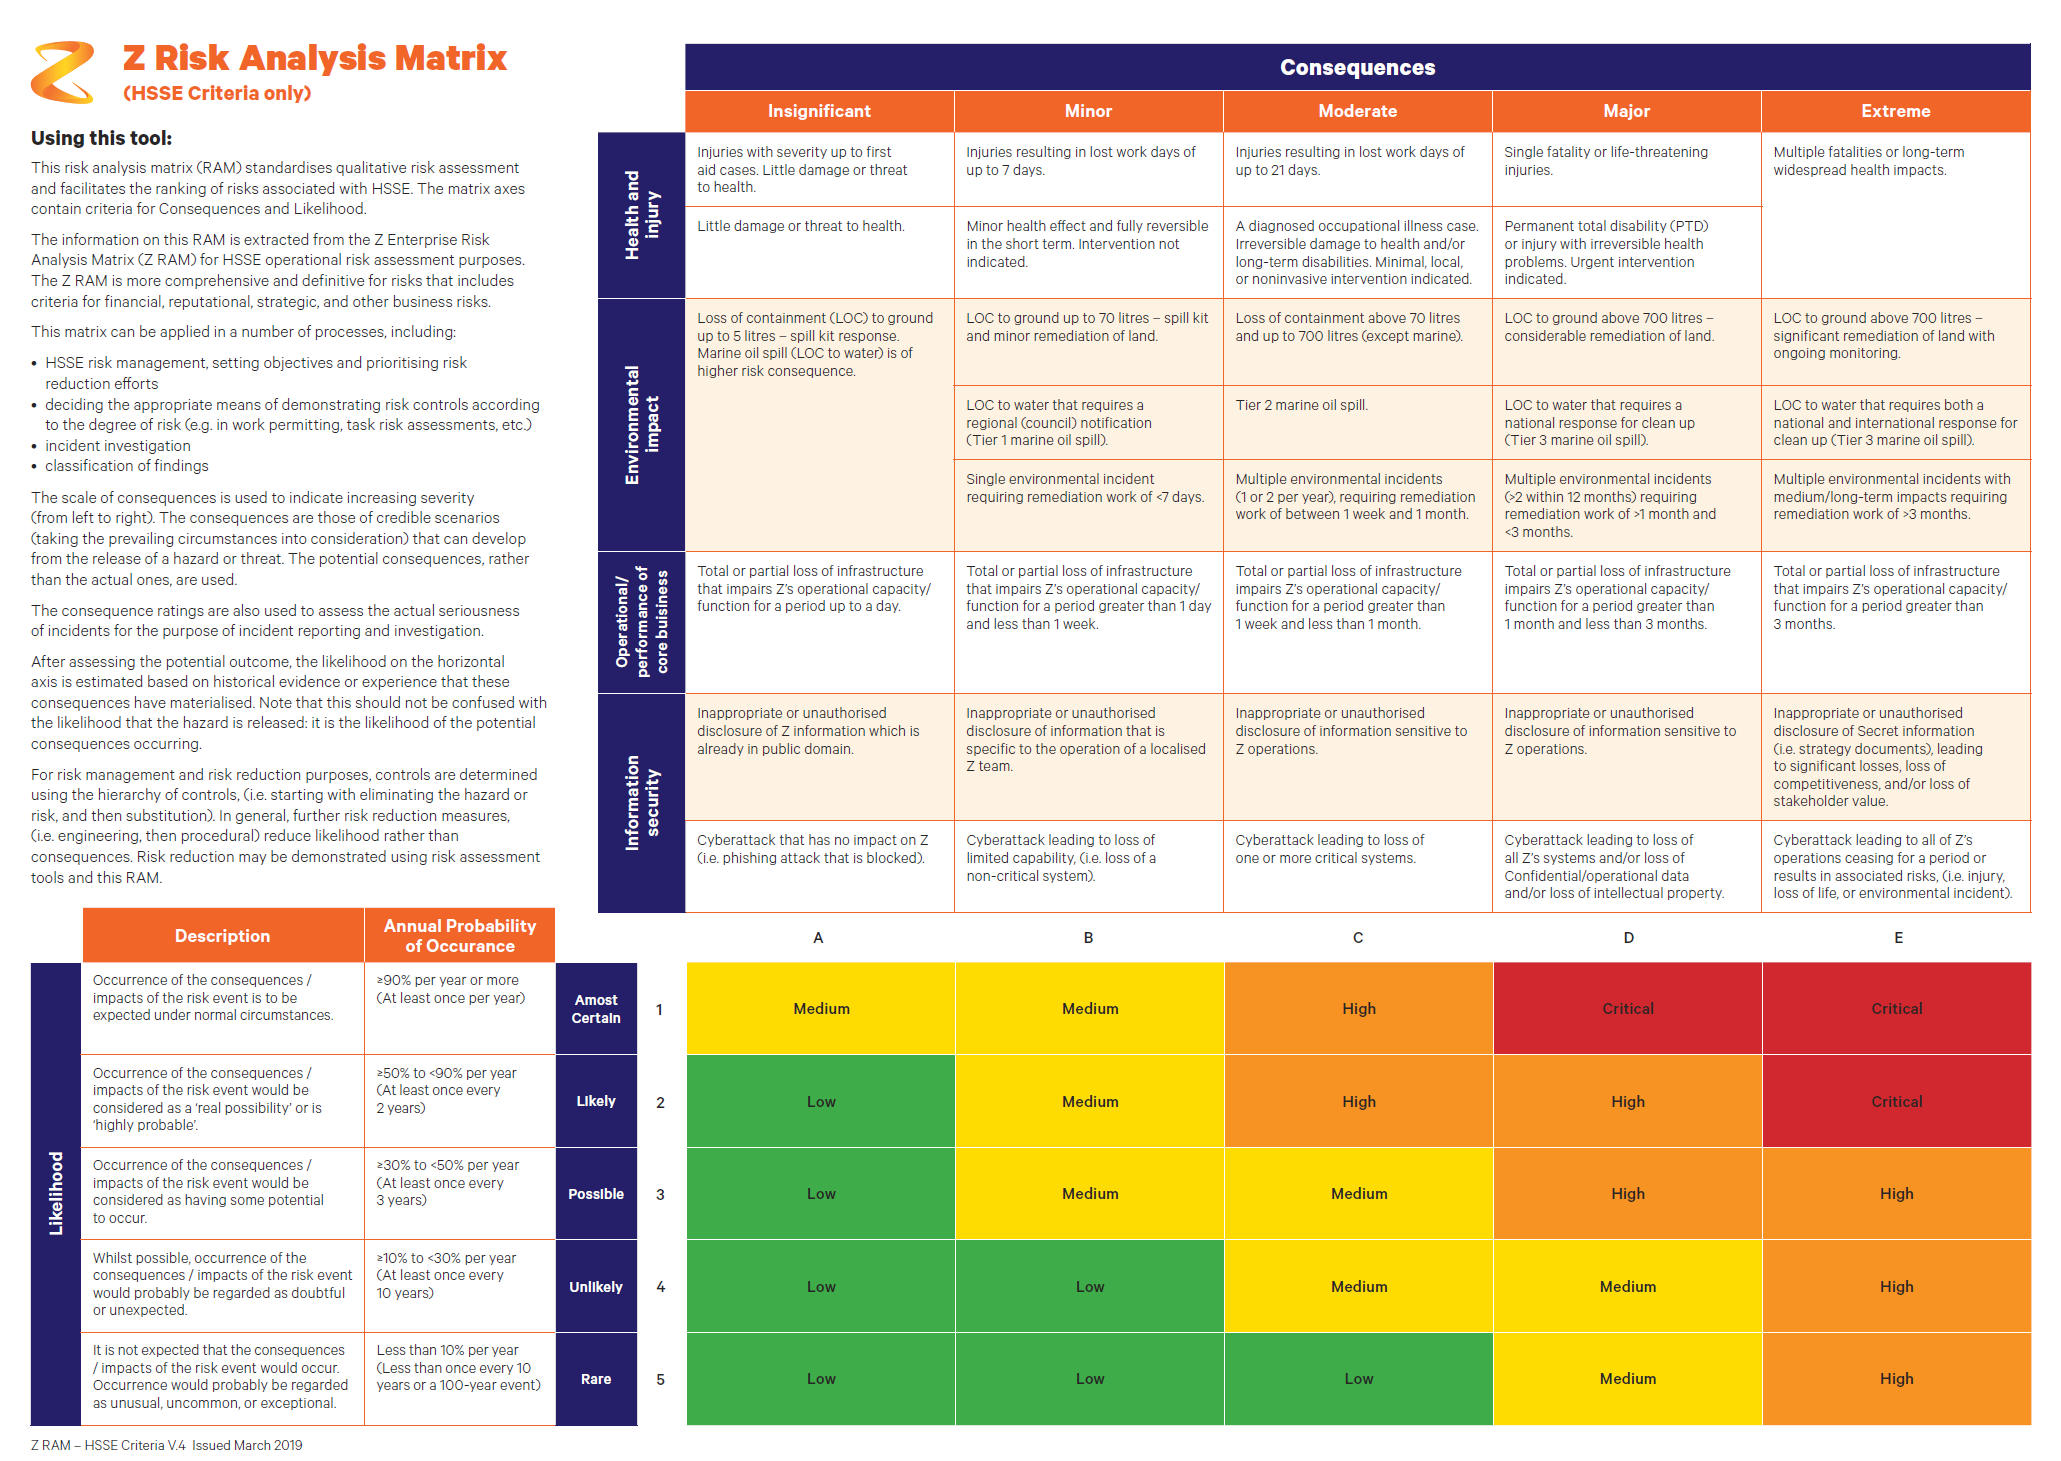 Z Risk Analysis Matrix
(HSSE Criteria only)
Using this tool:
This risk analysis matrix (RAM) standardises qualitative risk assessment
and facilitates the ranking of risks associated with HSSE. The matrix axes
contain criteria for Consequences and Likelihood.
The information on this RAM is extracted from the Z Enterprise Risk
Analysis Matrix (Z RAM) for HSSE operational risk assessment purposes.
The Z RAM is more comprehensive and definitive for risks that includes
criteria for financial, reputational, strategic, and other business risks.
This matrix can be applied in a number of processes, including:
• HSSE risk management, setting objectives and prioritising risk
reduction efforts
• deciding the appropriate means of demonstrating risk controls according
to the degree of risk (e.g. in work permitting, task risk assessments, etc.)
• incident investigation
• classification of findings
The scale of consequences is used to indicate increasing severity
(from left to right). The consequences are those of credible scenarios
(taking the prevailing circumstances into consideration) that can develop
from the release of a hazard or threat. The potential consequences, rather
than the actual ones, are used.
The consequence ratings are also used to assess the actual seriousness
of incidents for the purpose of incident reporting and investigation.
After assessing the potential outcome, the likelihood on the horizontal
axis is estimated based on historical evidence or experience that these
consequences have materialised. Note that this should not be confused with
the likelihood that the hazard is released: it is the likelihood of the potential
consequences occurring.
For risk management and risk reduction purposes, controls are determined
using the hierarchy of controls, (i.e. starting with eliminating the hazard or
risk, and then substitution). In general, further risk reduction measures,
(i.e. engineering, then procedural) reduce likelihood rather than
consequences. Risk reduction may be demonstrated using risk assessment
tools and this RAM.
Consequences
Insignificant
Minor
Moderate
Major
Extreme
Health and
injury
Injuries with severity up to first
aid cases. Little damage or threat
to health.
Injuries resulting in lost work days of
up to 7 days.
Injuries resulting in lost work days of
up to 21 days.
Single fatality or life-threatening
injuries.
Multiple fatalities or long-term
widespread health impacts.
Little damage or threat to health.
Minor health effect and fully reversible
in the short term. Intervention not
indicated.
A diagnosed occupational illness case.
Irreversible damage to health and/or
long-term disabilities. Minimal, local,
or noninvasive intervention indicated.
Permanent total disability (PTD)
or injury with irreversible health
problems. Urgent intervention
indicated.
Environmental
impact
Loss of containment (LOC) to ground
up to 5 litres – spill kit response.
Marine oil spill (LOC to water) is of
higher risk consequence.
LOC to ground up to 70 litres – spill kit
and minor remediation of land.
Loss of containment above 70 litres
and up to 700 litres (except marine).
LOC to ground above 700 litres –
considerable remediation of land.
LOC to ground above 700 litres –
significant remediation of land with
ongoing monitoring.
LOC to water that requires a
regional (council) notification
(Tier 1 marine oil spill).
Tier 2 marine oil spill.
LOC to water that requires a
national response for clean up
(Tier 3 marine oil spill).
LOC to water that requires both a
national and international response for
clean up (Tier 3 marine oil spill).
Single environmental incident
requiring remediation work of <7 days.
Multiple environmental incidents
(1 or 2 per year), requiring remediation
work of between 1 week and 1 month.
Multiple environmental incidents
(>2 within 12 months) requiring
remediation work of >1 month and
<3 months.
Multiple environmental incidents with
medium/long-term impacts requiring
remediation work of >3 months.
Operational/
performance of
core business
Total or partial loss of infrastructure
that impairs Z's operational capacity/
function for a period up to a day.
Total or partial loss of infrastructure
that impairs Z's operational capacity/
function for a period greater than 1 day
and less than 1 week.
Total or partial loss of infrastructure
impairs Z's operational capacity/
function for a period greater than
1 week and less than 1 month.
Total or partial loss of infrastructure
impairs Z's operational capacity/
function for a period greater than
1 month and less than 3 months.
Total or partial loss of infrastructure
that impairs Z's operational capacity/
function for a period greater than
3 months.
Information
security
Inappropriate or unauthorised
disclosure of Z information which is
already in public domain.
Inappropriate or unauthorised
disclosure of information that is
specific to the operation of a localised
Z team.
Inappropriate or unauthorised
disclosure of information sensitive to
Z operations.
Inappropriate or unauthorised
disclosure of information sensitive to
Z operations.
Inappropriate or unauthorised
disclosure of Secret information
(i.e. strategy documents), leading
to significant losses, loss of
competitiveness, and/or loss of
stakeholder value.
Cyberattack that has no impact on Z
(i.e. phishing attack that is blocked).
Cyberattack leading to loss of
limited capability, (i.e. loss of a
non-critical system).
Cyberattack leading to loss of
one or more critical systems.
Cyberattack leading to loss of
all Z's systems and/or loss of
Confidential/operational data
and/or loss of intellectual property.
Cyberattack leading to all of Z's
operations ceasing for a period or
results in associated risks, (i.e. injury,
loss of life, or environmental incident).
Description
Annual Probability
of Occurance
A
B
C
D
E
Likelihood
Occurrence of the consequences /
impacts of the risk event is to be
expected under normal circumstances.
≥90% per year or more
(At least once per year)
Amost
Certain
1
Medium
Medium
High
Critical
Critical
Occurrence of the consequences /
impacts of the risk event would be
considered as a 'real possibility' or is
'highly probable'.
≥50% to <90% per year
(At least once every
2 years)
Likely
2
Low
Medium
High
High
Critical
Occurrence of the consequences /
impacts of the risk event would be
considered as having some potential
to occur.
≥30% to <50% per year
(At least once every
3 years)
Possible
3
Low
Medium
Medium
High
High
Whilst possible, occurrence of the
consequences / impacts of the risk event
would probably be regarded as doubtful
or unexpected.
≥10% to <30% per year
(At least once every
10 years)
Unlikely
4
Low
Low
Medium
Medium
High
It is not expected that the consequences
/ impacts of the risk event would occur.
Occurrence would probably be regarded
as unusual, uncommon, or exceptional.
Less than 10% per year
(Less than once every 10
years or a 100-year event)
Rare
5
Low
Low
Low
Medium
High
Z RAM – HSSE Criteria V.4 Issued March 2019